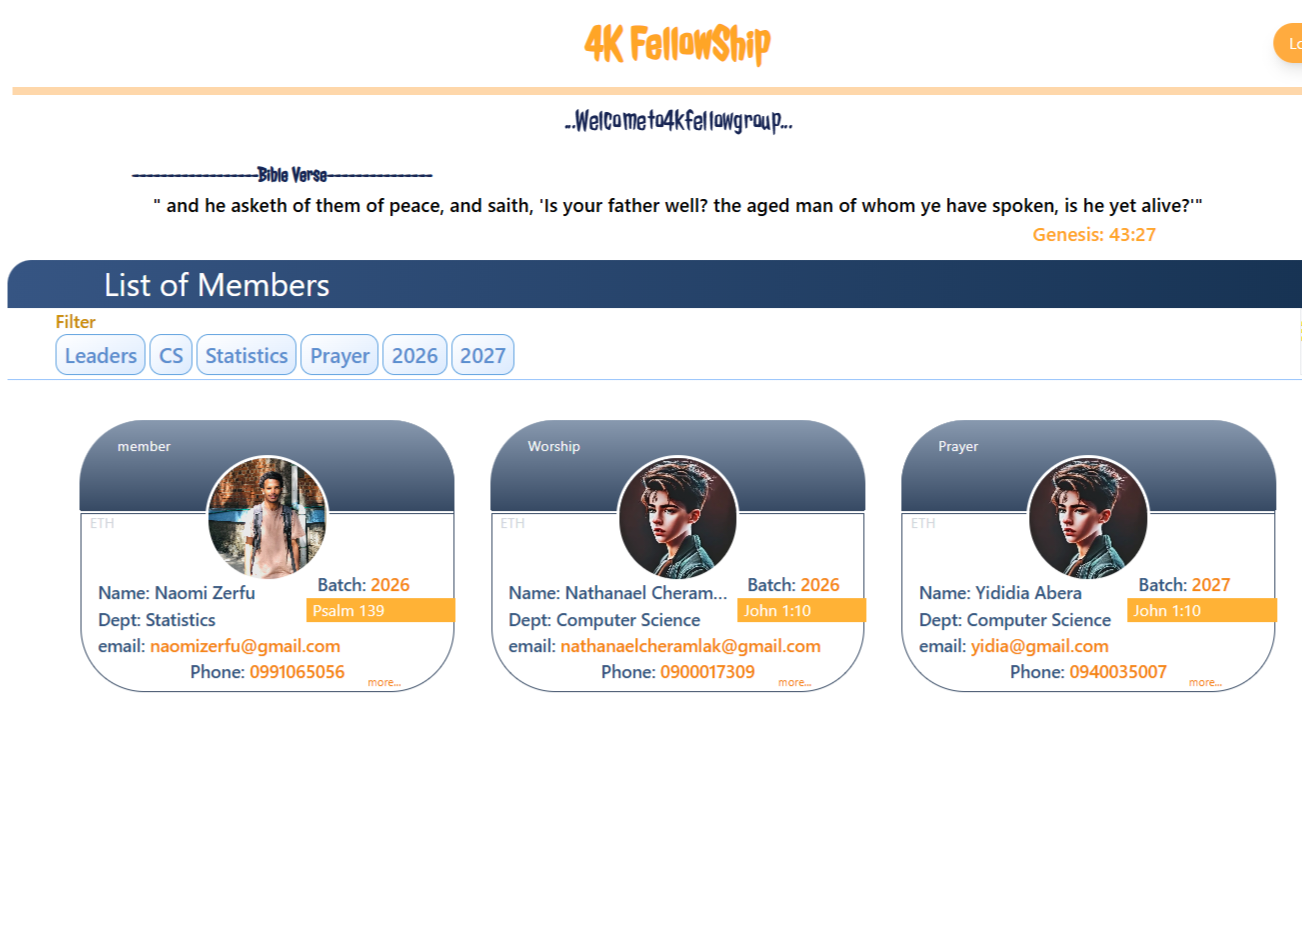 4K FellowShip
Lo
...Welcometo4kfellowgroup...
------------------Bible Verse---------------
" and he asketh of them of peace, and saith, 'Is your father well? the aged man of whom ye have spoken, is he yet alive?'"
Genesis: 43:27
List of Members
Filter
Leaders CS Statistics Prayer 2026 2027
member
ETH
Batch: 2026
Name: Naomi Zerfu
Psalm 139
Dept: Statistics
email: naomizerfu@gmail.com
Phone: 0991065056
more...
Worship
ETH
Batch: 2026
Name: Nathanael Cheram...
John 1:10
Dept: Computer Science
email: nathanaelcheramlak@gmail.com
Phone: 0900017309
more...
Prayer
ETH
Batch: 2027
Name: Yididia Abera
John 1:10
Dept: Computer Science
email: yidia@gmail.com
Phone: 0940035007
more...